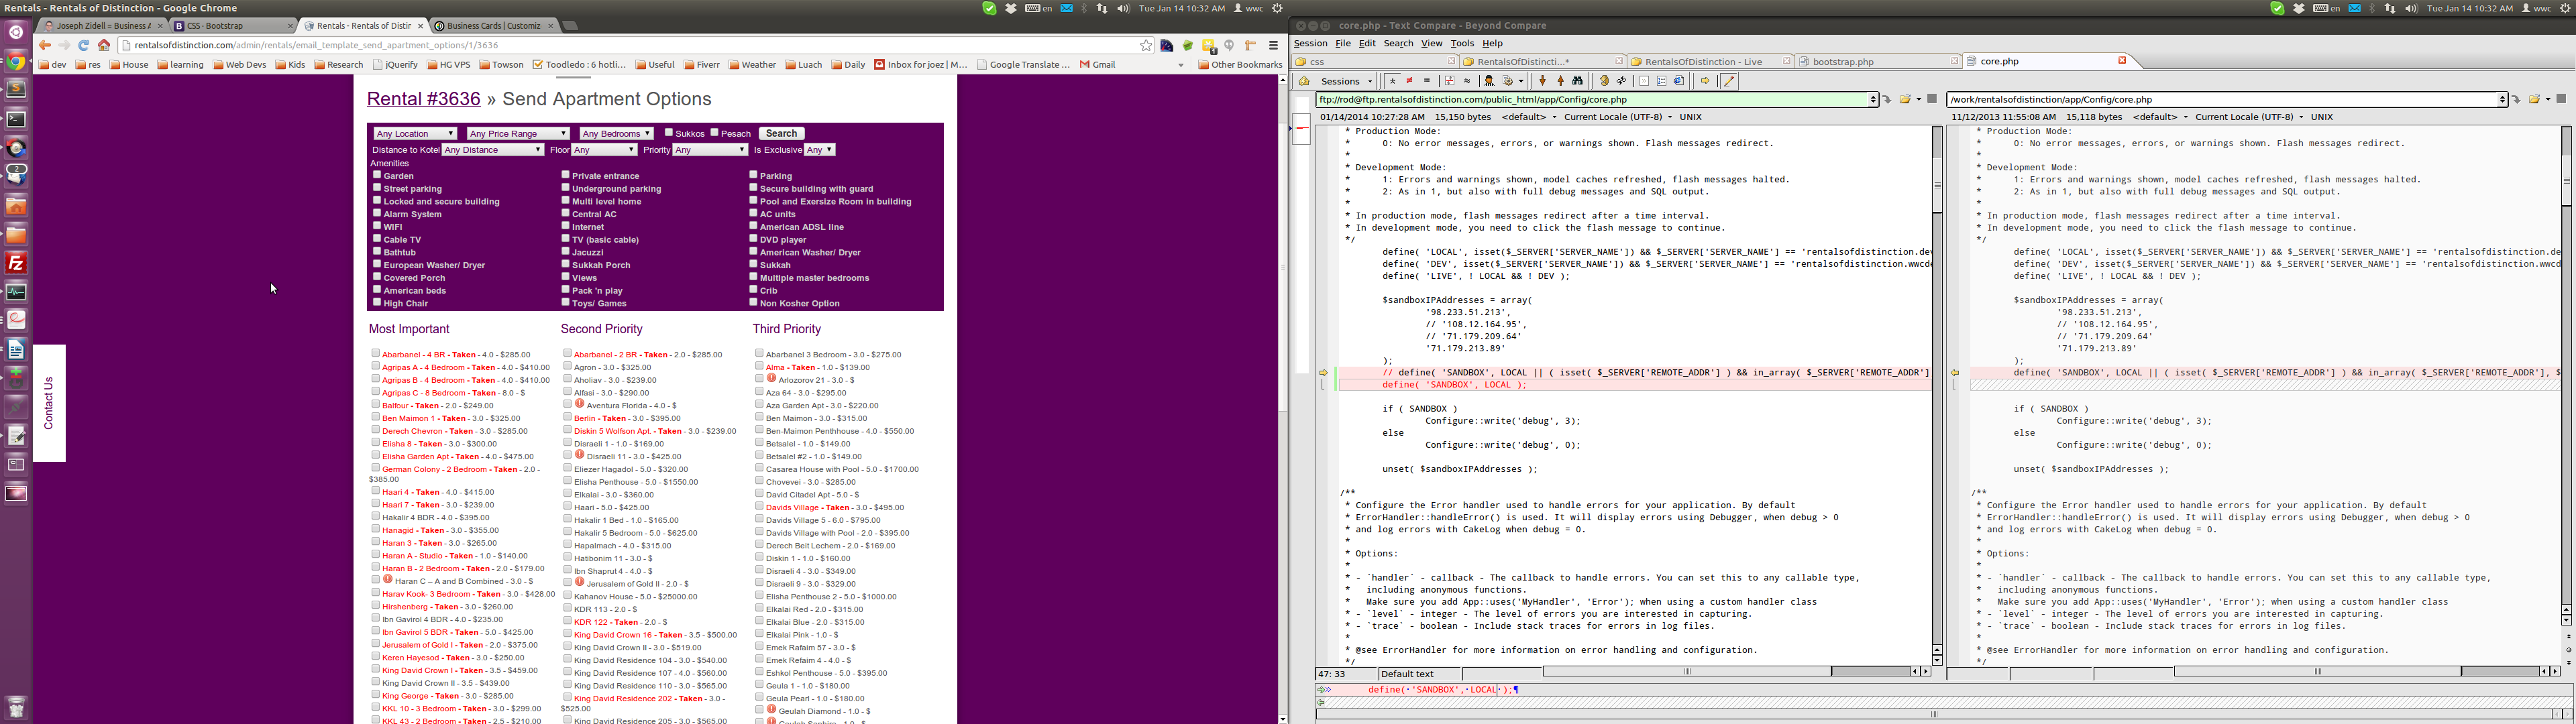 Rentals - Rentals of Distinction - Google Chrome
en
Tue Jan 14 10:32 AM
wwc
Joseph Zidell = Business A
CSS · Bootstrap
Rentals - Rentals of Distin
Business Cards | Customiz
rentalsofdistinction.com/admin/rentals/email_template_send_apartment_options/1/3636
dev
res
House
learning
Web Devs
Kids
Research
jQuerify
HG VPS
Towson
Toodledo : 6 hotli...
Useful
Fiverr
Weather
Luach
Daily
Inbox for joez | M...
Google Translate ...
Gmail
Other Bookmarks
Contact Us
Rental #3636 » Send Apartment Options
Any Location Any Price Range Any Bedrooms Sukkos Pesach Search
Distance to Kotel Any Distance Floor Any Priority Any Is Exclusive Any
Amenities
Garden Private entrance Parking
Street parking Underground parking Secure building with guard
Locked and secure building Multi level home Pool and Exersize Room in building
Alarm System Central AC AC units
WIFI Internet American ADSL line
Cable TV TV (basic cable) DVD player
Bathtub Jacuzzi American Washer/ Dryer
European Washer/ Dryer Sukkah Porch Sukkah
Covered Porch Views Multiple master bedrooms
American beds Pack 'n play Crib
High Chair Toys/ Games Non Kosher Option
Most Important
Abarbanel - 4 BR - Taken - 4.0 - $285.00
Agripas A - 4 Bedroom - Taken - 4.0 - $410.00
Agripas B - 4 Bedroom - Taken - 4.0 - $410.00
Agripas C - 8 Bedroom - Taken - 8.0 - $
Balfour - Taken - 2.0 - $249.00
Ben Maimon 1 - Taken - 3.0 - $325.00
Derech Chevron - Taken - 3.0 - $285.00
Elisha 8 - Taken - 3.0 - $300.00
Elisha Garden Apt - Taken - 4.0 - $475.00
German Colony - 2 Bedroom - Taken - 2.0 -
$385.00
Haari 4 - Taken - 4.0 - $415.00
Haari 7 - Taken - 3.0 - $239.00
Hakalir 4 BDR - 4.0 - $395.00
Hanagid - Taken - 3.0 - $355.00
Haran 3 - Taken - 3.0 - $265.00
Haran A - Studio - Taken - 1.0 - $140.00
Haran B - 2 Bedroom - Taken - 2.0 - $179.00
Haran C – A and B Combined - 3.0 - $
Harav Kook- 3 Bedroom - Taken - 3.0 - $428.00
Hirshenberg - Taken - 3.0 - $260.00
Ibn Gavirol 4 BDR - 4.0 - $235.00
Ibn Gavirol 5 BDR - Taken - 5.0 - $425.00
Jerusalem of Gold I - Taken - 2.0 - $375.00
Keren Hayesod - Taken - 3.0 - $250.00
King David Crown I - Taken - 3.5 - $459.00
King David Crown II - 3.5 - $439.00
King George - Taken - 3.0 - $285.00
KKL 10 - 3 Bedroom - Taken - 3.0 - $299.00
KKL 43 - 2 Bedroom - Taken - 2.5 - $210.00
Second Priority
Abarbanel - 2 BR - Taken - 2.0 - $285.00
Agron - 3.0 - $325.00
Aholiav - 3.0 - $239.00
Alfasi - 3.0 - $290.00
Aventura Florida - 4.0 - $
Berlin - Taken - 3.0 - $395.00
Diskin 5 Wolfson Apt. - Taken - 3.0 - $239.00
Disraeli 1 - 1.0 - $169.00
Disraeli 11 - 3.0 - $425.00
Eliezer Hagadol - 5.0 - $320.00
Elisha Penthouse - 5.0 - $1550.00
Elkalai - 3.0 - $360.00
Haari - 5.0 - $425.00
Hakalir 1 Bed - 1.0 - $165.00
Hakalir 5 Bedroom - 5.0 - $625.00
Hapalmach - 4.0 - $315.00
Hatibonim 11 - 3.0 - $
Ibn Shaprut 4 - 4.0 - $
Jerusalem of Gold II - 2.0 - $
Kahanov House - 5.0 - $25000.00
KDR 113 - 2.0 - $
KDR 122 - Taken - 2.0 - $
King David Crown 16 - Taken - 3.5 - $500.00
King David Crown II - 3.0 - $519.00
King David Residence 104 - 3.0 - $540.00
King David Residence 107 - 4.0 - $560.00
King David Residence 110 - 3.0 - $565.00
King David Residence 202 - Taken - 3.0 -
$525.00
King David Residence 205 - 3.0 - $565.00
Third Priority
Abarbanel 3 Bedroom - 3.0 - $275.00
Alma - Taken - 1.0 - $139.00
Arlozorov 21 - 3.0 - $
Aza 64 - 3.0 - $295.00
Aza Garden Apt - 3.0 - $220.00
Ben Maimon - 3.0 - $315.00
Ben-Maimon Penthhouse - 4.0 - $550.00
Betsalel - 1.0 - $149.00
Betsalel #2 - 1.0 - $149.00
Casarea House with Pool - 5.0 - $1700.00
Chovevei - 3.0 - $285.00
David Citadel Apt - 5.0 - $
Davids Village - Taken - 3.0 - $495.00
Davids Village 5 - 6.0 - $795.00
Davids Village with Pool - 2.0 - $395.00
Derech Beit Lechem - 2.0 - $169.00
Diskin 1 - 1.0 - $160.00
Disraeli 4 - 3.0 - $349.00
Disraeli 9 - 3.0 - $329.00
Elisha Penthouse 2 - 5.0 - $1000.00
Elkalai Red - 2.0 - $315.00
Elkalai Blue - 2.0 - $315.00
Elkalai Pink - 1.0 - $
Emek Rafaim 57 - 3.0 - $
Emek Refaim 4 - 4.0 - $
Eshkol Penthouse - 5.0 - $395.00
Geula 1 - 1.0 - $180.00
Geula Pearl - 1.0 - $180.00
Geulah Diamond - 1.0 - $
Geulah Saphire - 1.0 - $
en
Tue Jan 14 10:32 AM
wwc
core.php - Text Compare - Beyond Compare
Session File Edit Search View Tools Help
css
RentalsOfDistincti...*
RentalsOfDistinction - Live
bootstrap.php
core.php
Sessions
ftp://rod@ftp.rentalsofdistinction.com/public_html/app/Config/core.php
01/14/2014 10:27:28 AM 15,150 bytes <default> Current Locale (UTF-8) UNIX
* Production Mode:
* 0: No error messages, errors, or warnings shown. Flash messages redirect.
*
* Development Mode:
* 1: Errors and warnings shown, model caches refreshed, flash messages halted.
* 2: As in 1, but also with full debug messages and SQL output.
*
* In production mode, flash messages redirect after a time interval.
* In development mode, you need to click the flash message to continue.
*/
define( 'LOCAL', isset($_SERVER['SERVER_NAME']) && $_SERVER['SERVER_NAME'] == 'rentalsofdistinction.dev
define( 'DEV', isset($_SERVER['SERVER_NAME']) && $_SERVER['SERVER_NAME'] == 'rentalsofdistinction.wwcde
define( 'LIVE', ! LOCAL && ! DEV );
$sandboxIPAddresses = array(
'98.233.51.213',
// '108.12.164.95',
// '71.179.209.64'
'71.179.213.89'
);
// define( 'SANDBOX', LOCAL || ( isset( $_SERVER['REMOTE_ADDR'] ) && in_array( $_SERVER['REMOTE_ADDR']
define( 'SANDBOX', LOCAL );
if ( SANDBOX )
Configure::write('debug', 3);
else
Configure::write('debug', 0);
unset( $sandboxIPAddresses );
/**
* Configure the Error handler used to handle errors for your application. By default
* ErrorHandler::handleError() is used. It will display errors using Debugger, when debug > 0
* and log errors with CakeLog when debug = 0.
*
* Options:
*
* - `handler` - callback - The callback to handle errors. You can set this to any callable type,
* including anonymous functions.
* Make sure you add App::uses('MyHandler', 'Error'); when using a custom handler class
* - `level` - integer - The level of errors you are interested in capturing.
* - `trace` - boolean - Include stack traces for errors in log files.
*
* @see ErrorHandler for more information on error handling and configuration.
*/
47: 33 Default text
define( 'SANDBOX', LOCAL );¶
/work/rentalsofdistinction/app/Config/core.php
11/12/2013 11:55:08 AM 15,118 bytes <default> Current Locale (UTF-8) UNIX
* Production Mode:
* 0: No error messages, errors, or warnings shown. Flash messages redirect.
*
* Development Mode:
* 1: Errors and warnings shown, model caches refreshed, flash messages halted.
* 2: As in 1, but also with full debug messages and SQL output.
*
* In production mode, flash messages redirect after a time interval.
* In development mode, you need to click the flash message to continue.
*/
define( 'LOCAL', isset($_SERVER['SERVER_NAME']) && $_SERVER['SERVER_NAME'] == 'rentalsofdistinction.de
define( 'DEV', isset($_SERVER['SERVER_NAME']) && $_SERVER['SERVER_NAME'] == 'rentalsofdistinction.wwcd
define( 'LIVE', ! LOCAL && ! DEV );
$sandboxIPAddresses = array(
'98.233.51.213',
// '108.12.164.95',
// '71.179.209.64'
'71.179.213.89'
);
define( 'SANDBOX', LOCAL || ( isset( $_SERVER['REMOTE_ADDR'] ) && in_array( $_SERVER['REMOTE_ADDR'], $
if ( SANDBOX )
Configure::write('debug', 3);
else
Configure::write('debug', 0);
unset( $sandboxIPAddresses );
/**
* Configure the Error handler used to handle errors for your application. By default
* ErrorHandler::handleError() is used. It will display errors using Debugger, when debug > 0
* and log errors with CakeLog when debug = 0.
*
* Options:
*
* - `handler` - callback - The callback to handle errors. You can set this to any callable type,
* including anonymous functions.
* Make sure you add App::uses('MyHandler', 'Error'); when using a custom handler class
* - `level` - integer - The level of errors you are interested in capturing.
* - `trace` - boolean - Include stack traces for errors in log files.
*
* @see ErrorHandler for more information on error handling and configuration.
*/